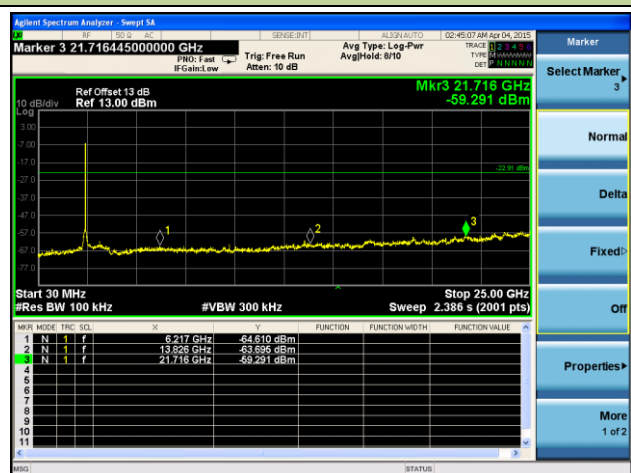 Agilent Spectrum Analyzer - Swept SA
RF 50 Ω AC SENSE:INT ALIGN AUTO 02:45:07 AM Apr 04, 2015
Marker 3 21.716445000000 GHz
PNO: Fast
IFGain:Low
Trig: Free Run
Atten: 10 dB
Avg Type: Log-Pwr
Avg|Hold: 8/10
TRACE 1 2 3 4 5 6
TYPE
DET P N N N N N
Marker
Select Marker
3
Normal
Delta
Fixed
Off
Properties
More
1 of 2
Mkr3 21.716 GHz
-59.291 dBm
Ref Offset 13 dB
10 dB/div Ref 13.00 dBm
Log
3.00
-7.00
-17.0
-22.91 dBm
-27.0
-37.0
-47.0
-57.0
-67.0
-77.0
1
2
3
Start 30 MHz Stop 25.00 GHz
#Res BW 100 kHz #VBW 300 kHz Sweep 2.386 s (2001 pts)
MKR MODE TRC SCL X Y FUNCTION FUNCTION WIDTH FUNCTION VALUE
1 N 1 f 6.217 GHz -64.610 dBm
2 N 1 f 13.826 GHz -63.695 dBm
3 N 1 f 21.716 GHz -59.291 dBm
4
5
6
7
8
9
10
11
MSG STATUS